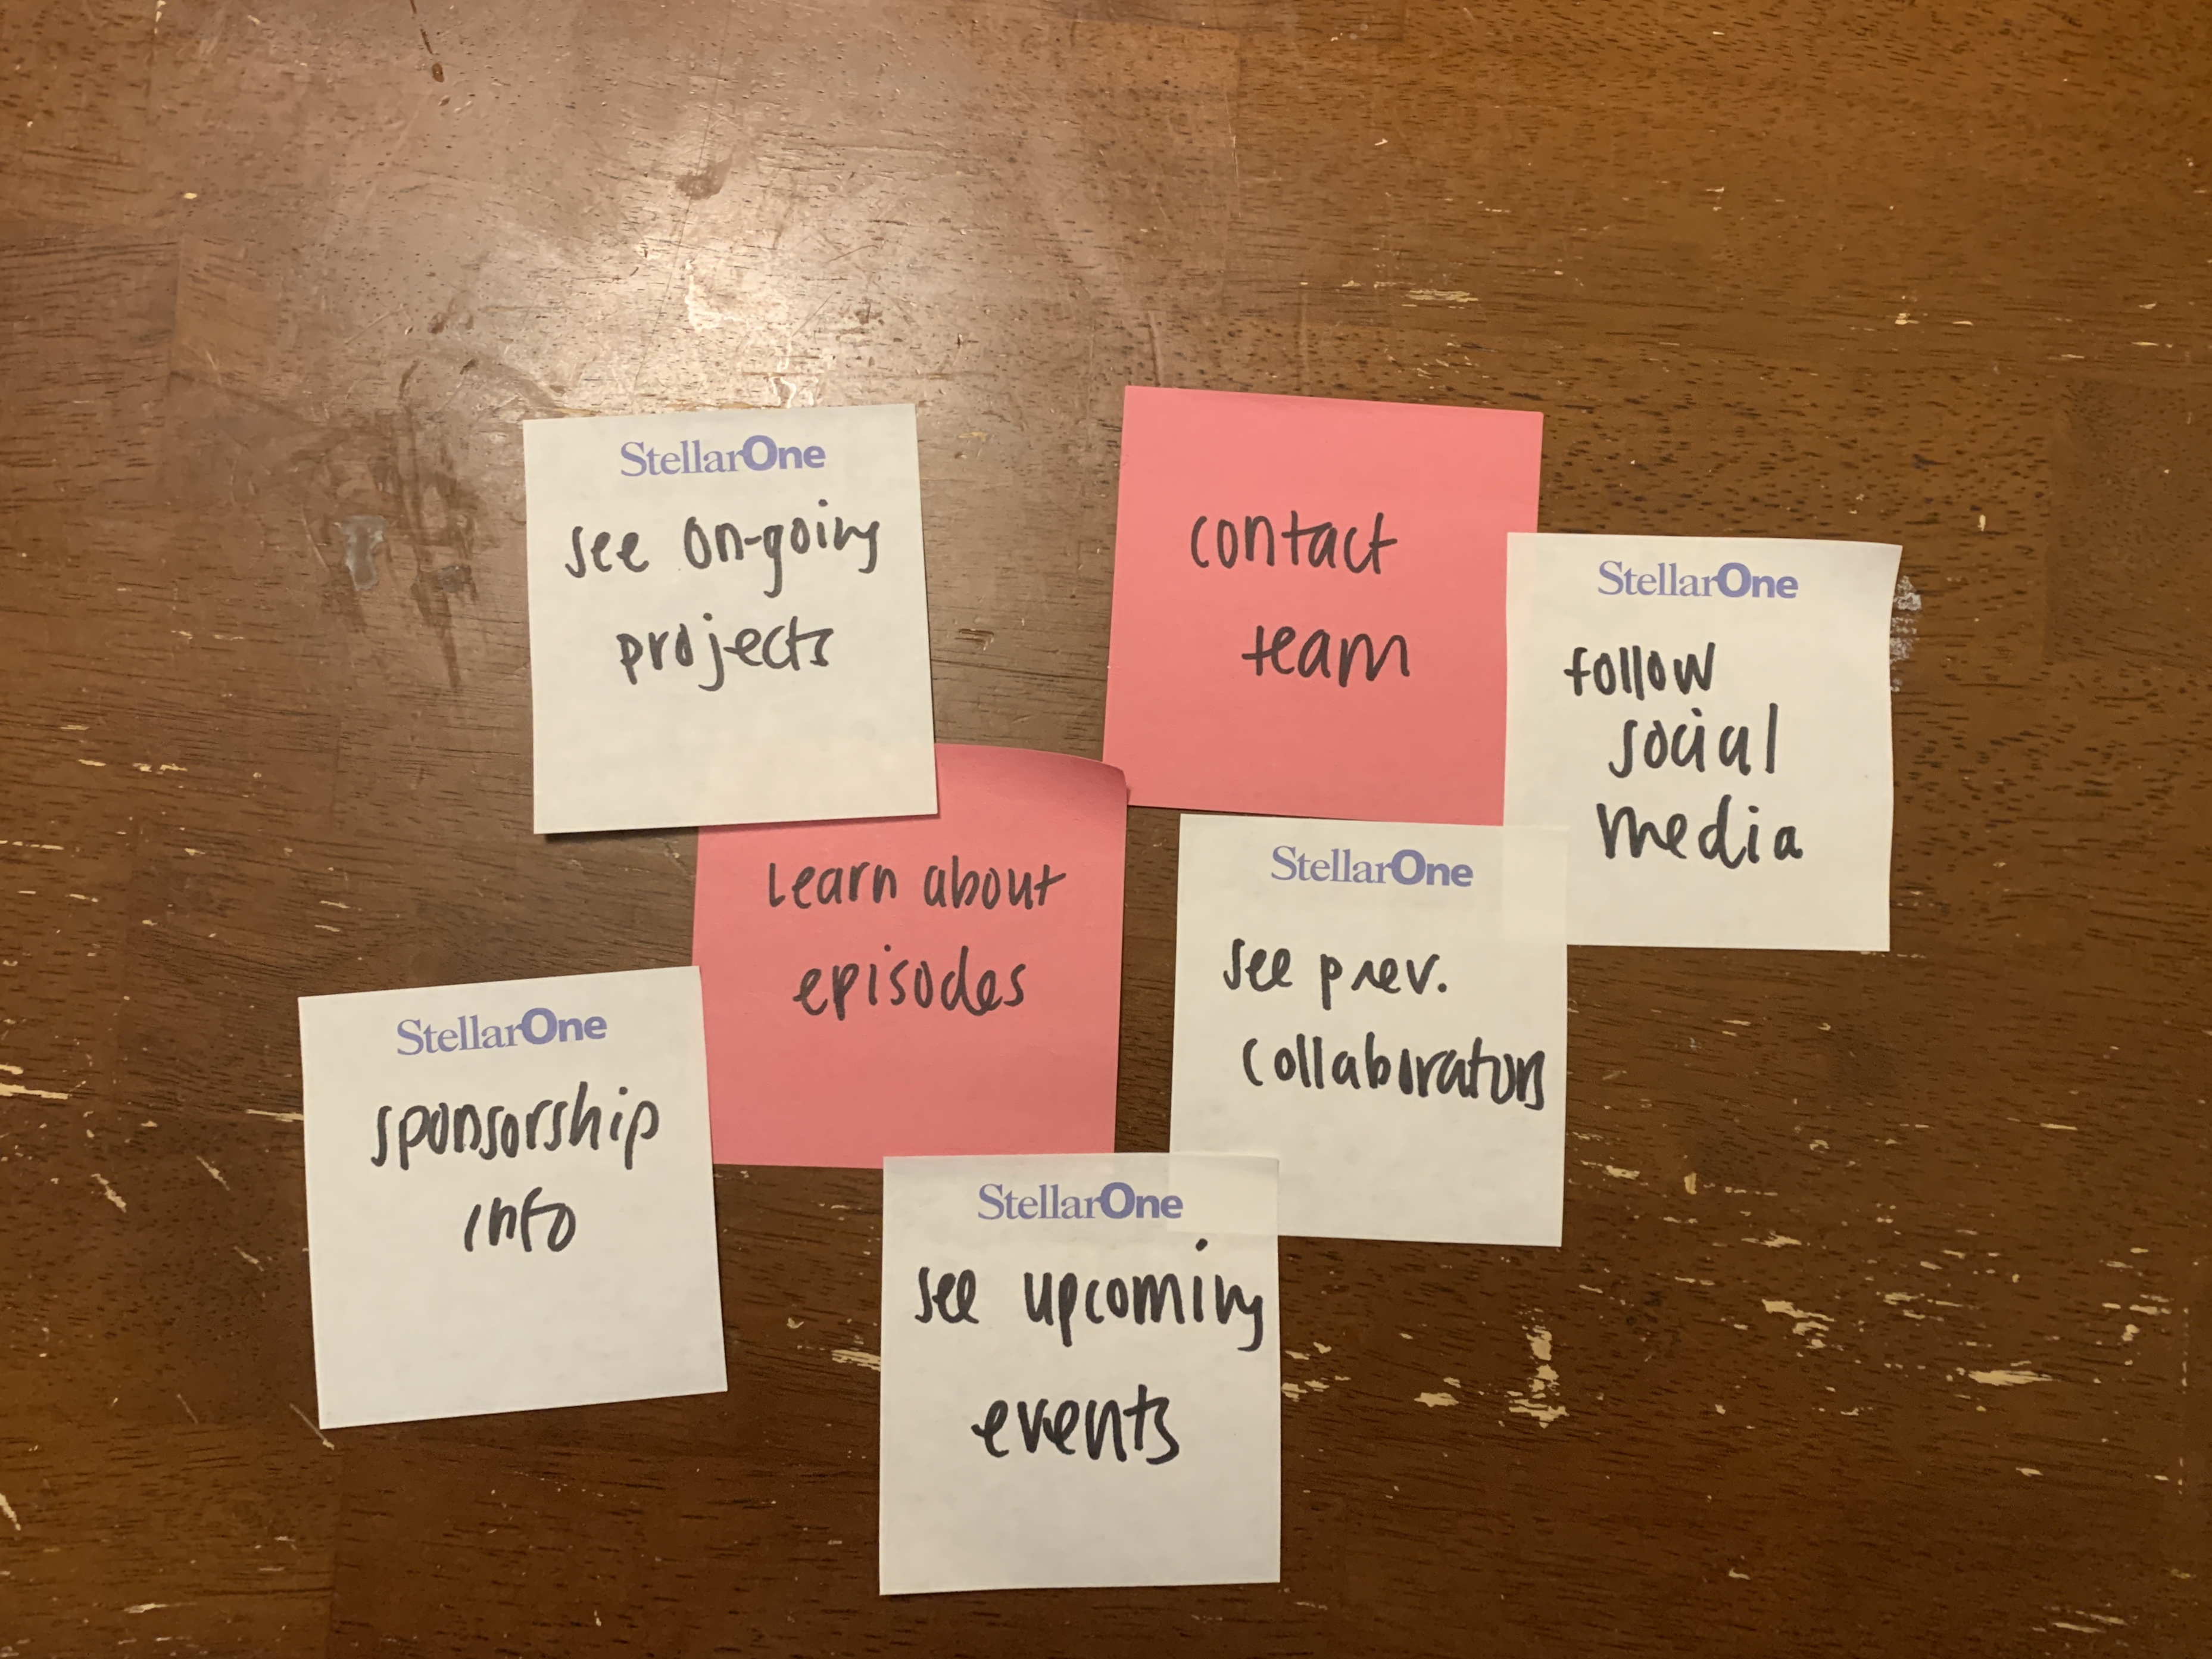 StellarOne
see on-going
projects
contact
team
StellarOne
follow
social
media
Learn about
episodes
StellarOne
see prev.
collaborators
StellarOne
sponsorship
info
StellarOne
see upcoming
events